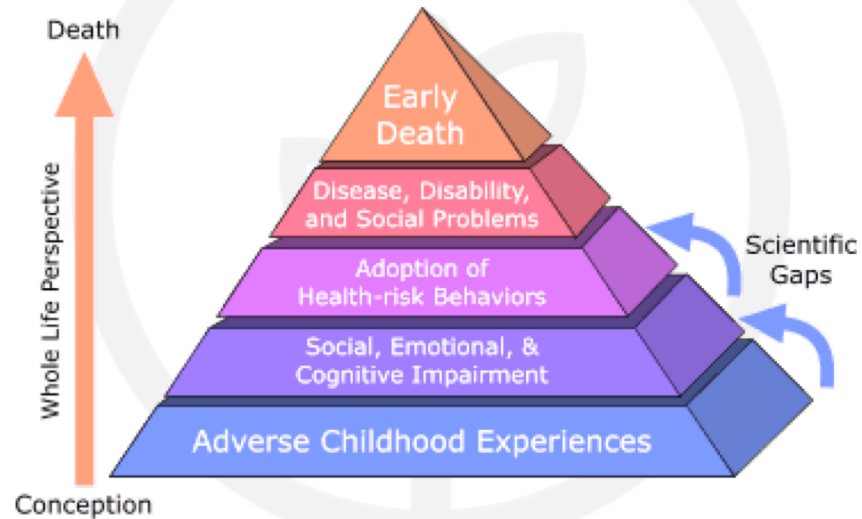 Death
Whole Life Perspective
Conception
Early
Death
Disease, Disability,
and Social Problems
Adoption of
Health-risk Behaviors
Social, Emotional, &
Cognitive Impairment
Adverse Childhood Experiences
Scientific
Gaps